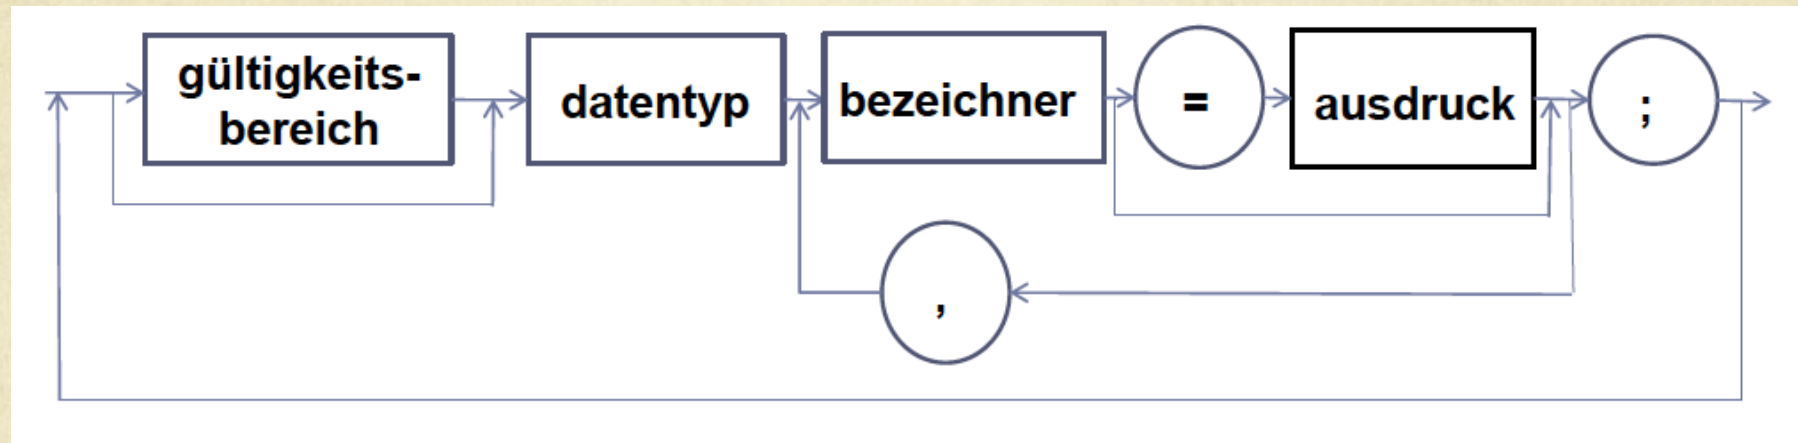 gültigkeits-
bereich
datentyp
bezeichner
=
ausdruck
;
,